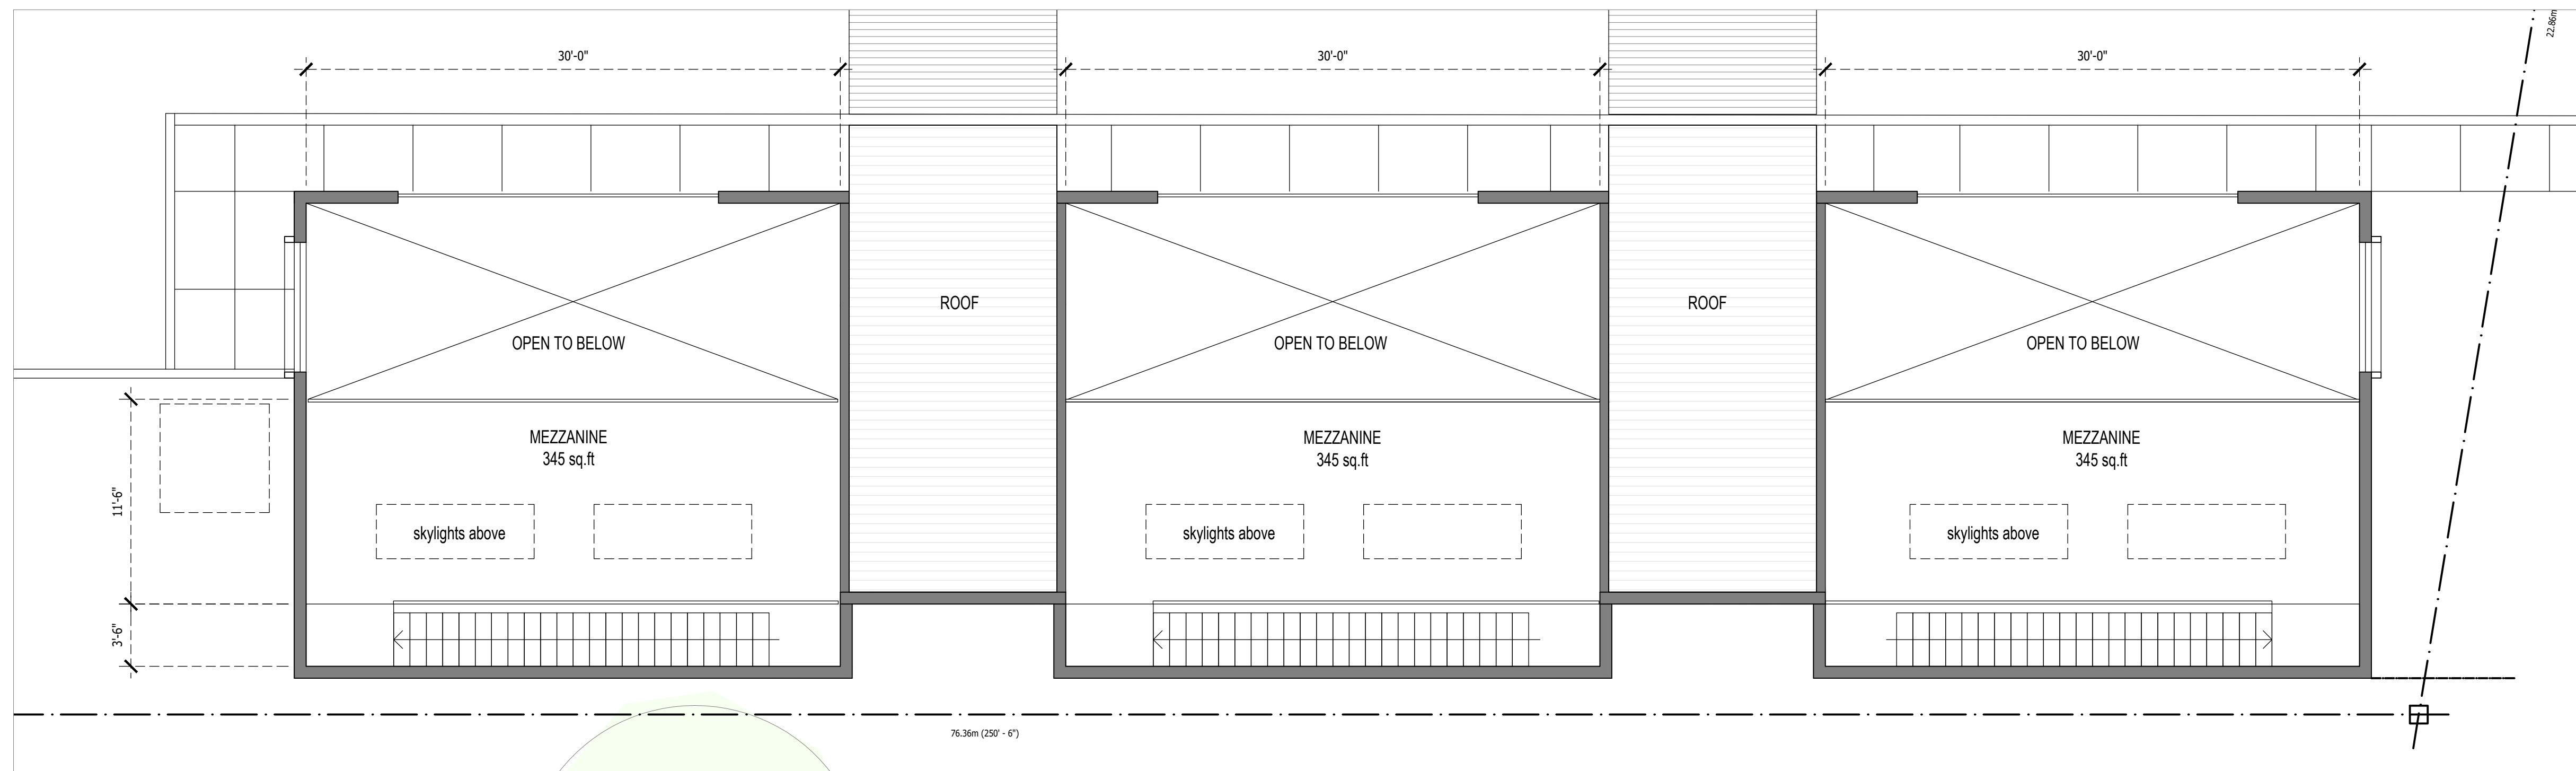 22.86m
30'-0"
30'-0"
30'-0"
ROOF
ROOF
OPEN TO BELOW
OPEN TO BELOW
OPEN TO BELOW
MEZZANINE
345 sq.ft
MEZZANINE
345 sq.ft
MEZZANINE
345 sq.ft
11'-6"
skylights above
skylights above
skylights above
3'-6"
76.36m (250' - 6")